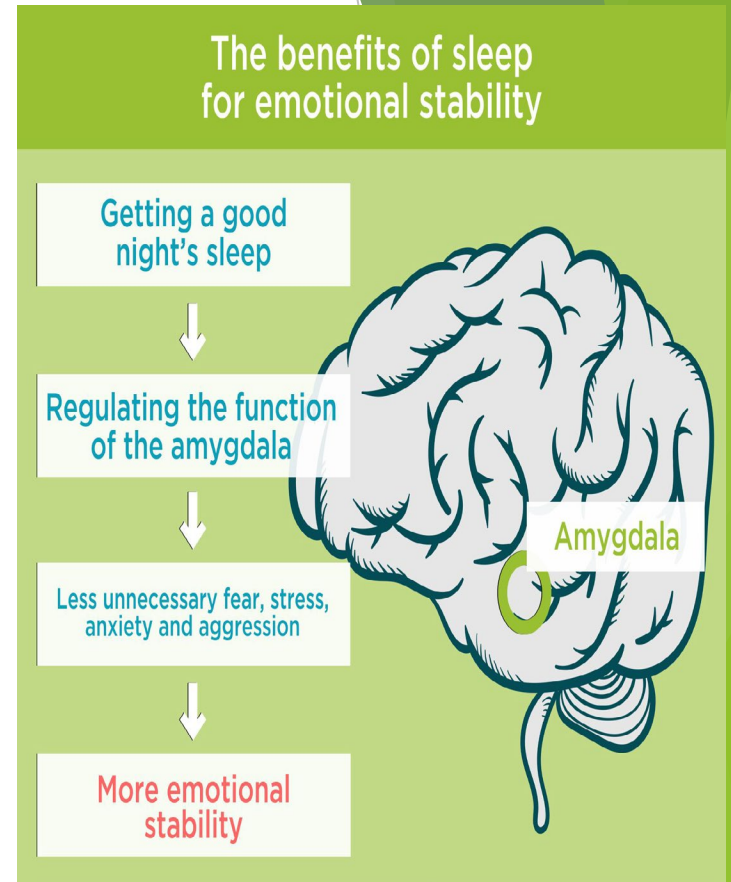 The benefits of sleep
for emotional stability
Getting a good
night's sleep
Regulating the function
of the amygdala
Less unnecessary fear, stress,
anxiety and aggression
More emotional
stability
Amygdala